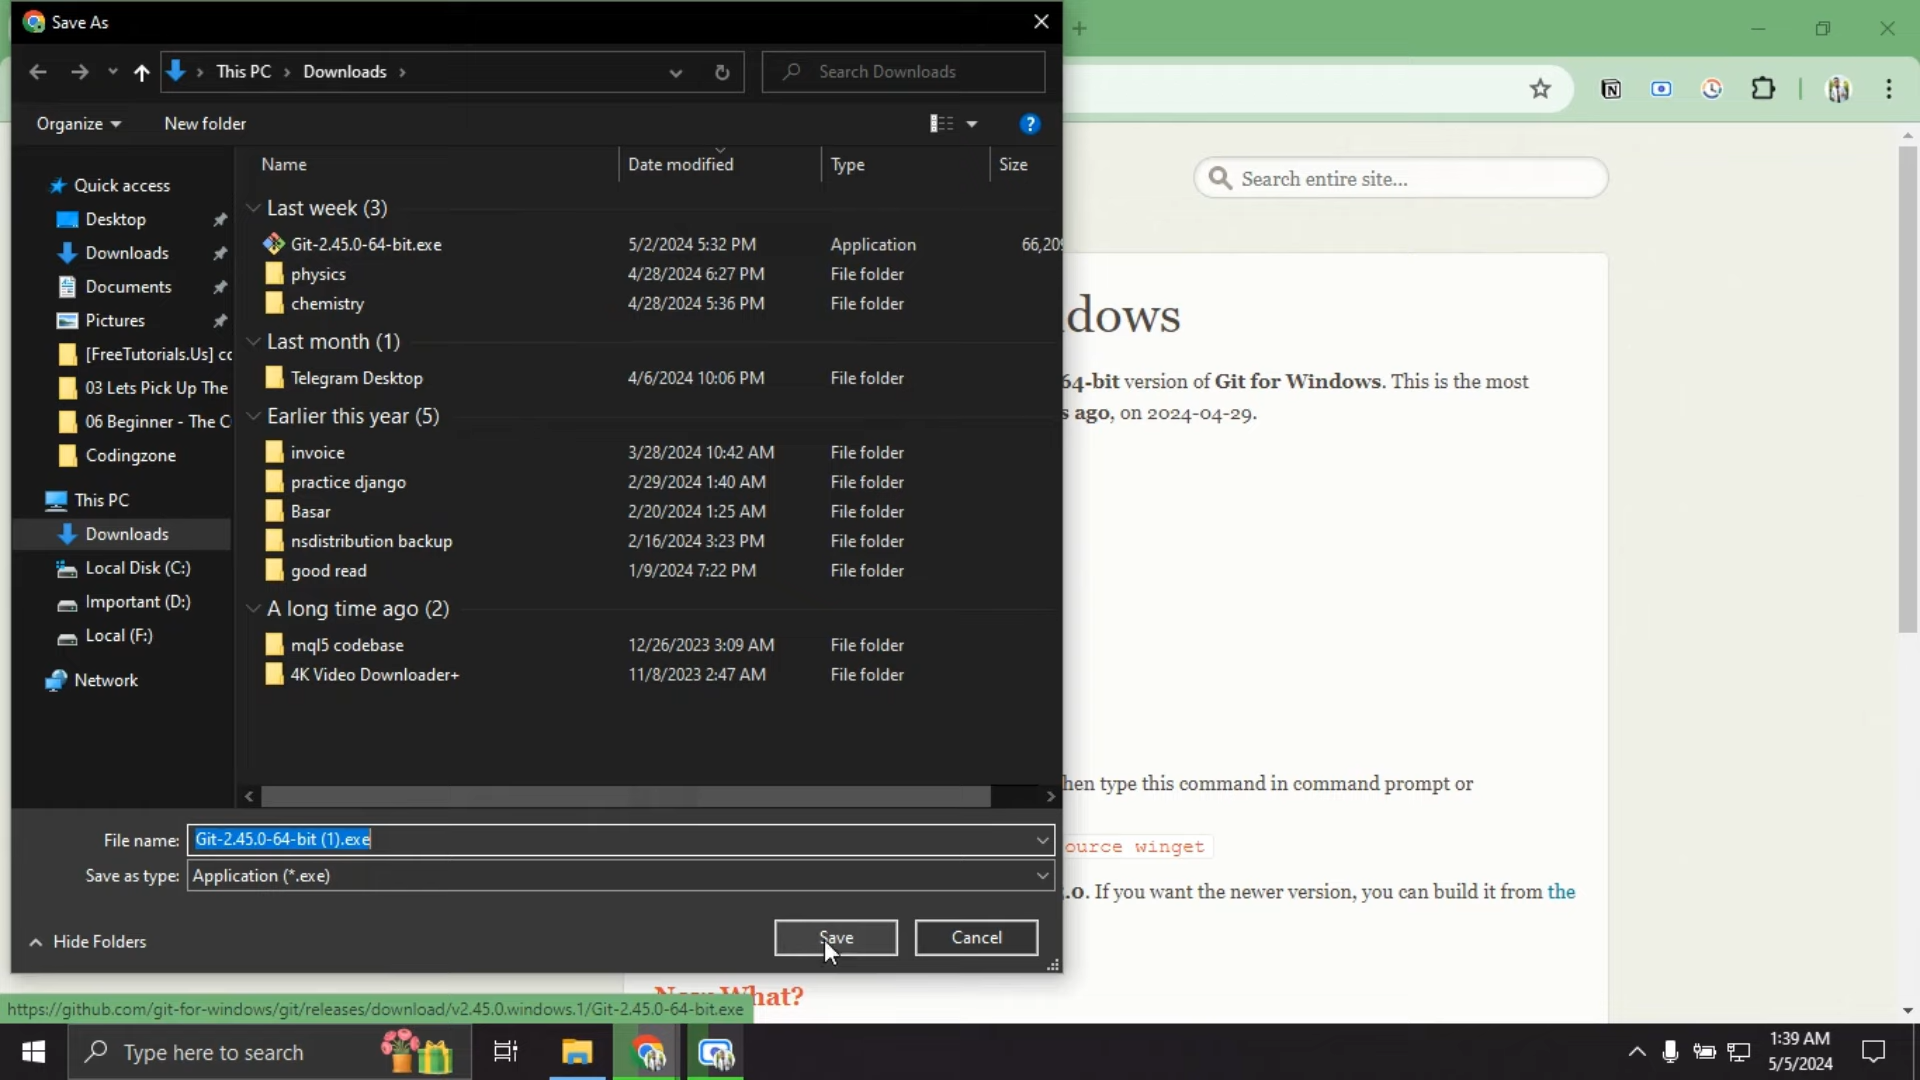 Save As
This PC
Downloads
Search Downloads
Organize
New folder
Name
Date modified
Type
Size
Quick access
Desktop
Downloads
Documents
Pictures
[FreeTutorials.Us] cc
03 Lets Pick Up The
06 Beginner - The C
Codingzone
This PC
Downloads
Local Disk (C:)
Important (D:)
Local (F:)
Network
Last week (3)
Git-2.45.0-64-bit.exe 5/2/2024 5:32 PM Application 66,209
physics 4/28/2024 6:27 PM File folder
chemistry 4/28/2024 5:36 PM File folder
Last month (1)
Telegram Desktop 4/6/2024 10:06 PM File folder
Earlier this year (5)
invoice 3/28/2024 10:42 AM File folder
practice django 2/29/2024 1:40 AM File folder
Basar 2/20/2024 1:25 AM File folder
nsdistribution backup 2/16/2024 3:23 PM File folder
good read 1/9/2024 7:22 PM File folder
A long time ago (2)
mql5 codebase 12/26/2023 3:09 AM File folder
4K Video Downloader+ 11/8/2023 2:47 AM File folder
File name: Git-2.45.0-64-bit (1).exe
Save as type: Application (*.exe)
Hide Folders
Save
Cancel
Search entire site...
dows
64-bit version of Git for Windows. This is the most
s ago, on 2024-04-29.
hen type this command in command prompt or
ource winget
.0. If you want the newer version, you can build it from the
Now What?
https://github.com/git-for-windows/git/releases/download/v2.45.0.windows.1/Git-2.45.0-64-bit.exe
Type here to search
1:39 AM
5/5/2024